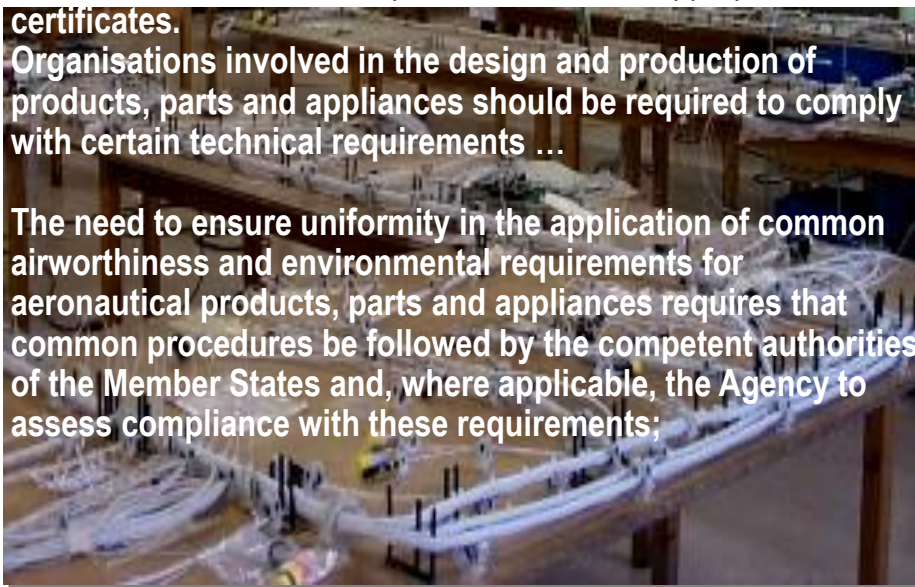 certificates.
Organisations involved in the design and production of
products, parts and appliances should be required to comply
with certain technical requirements …
The need to ensure uniformity in the application of common
airworthiness and environmental requirements for
aeronautical products, parts and appliances requires that
common procedures be followed by the competent authorities
of the Member States and, where applicable, the Agency to
assess compliance with these requirements;